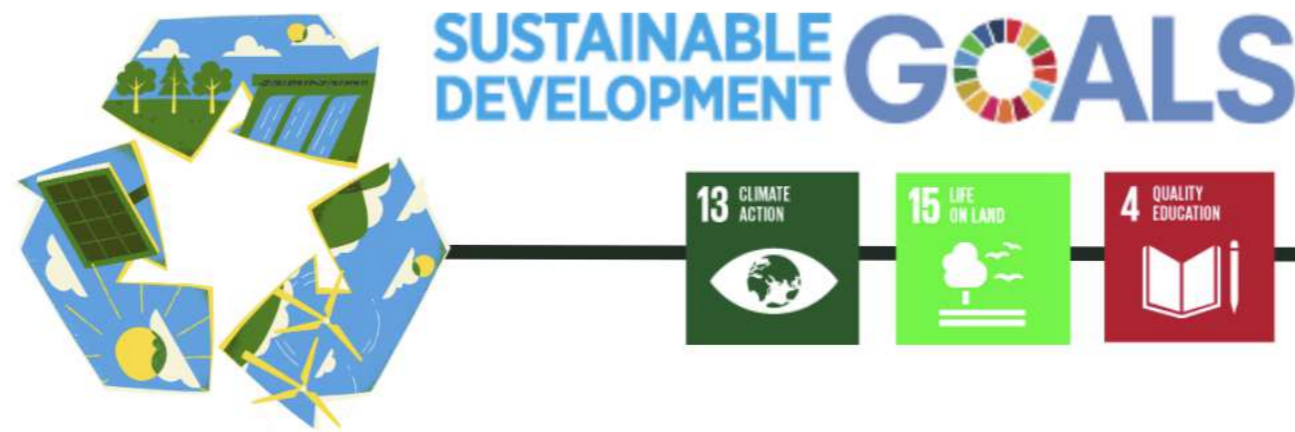 SUSTAINABLE
DEVELOPMENT
GOALS
13 CLIMATE
ACTION
15 LIFE
ON LAND
4 QUALITY
EDUCATION